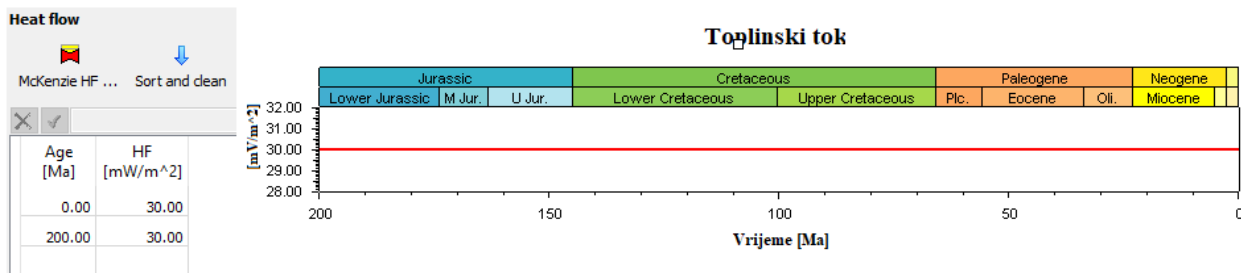 Heat flow
McKenzie HF ... Sort and clean
Age HF
[Ma] [mW/m^2]
0.00 30.00
200.00 30.00
Toplinski tok
Jurassic Cretaceous Paleogene Neogene
Lower Jurassic M Jur. U Jur. Lower Cretaceous Upper Cretaceous Plc. Eocene Oli. Miocene
[mV/m^2]
32.00
31.00
30.00
29.00
28.00
200 150 100 50 0
Vrijeme [Ma]